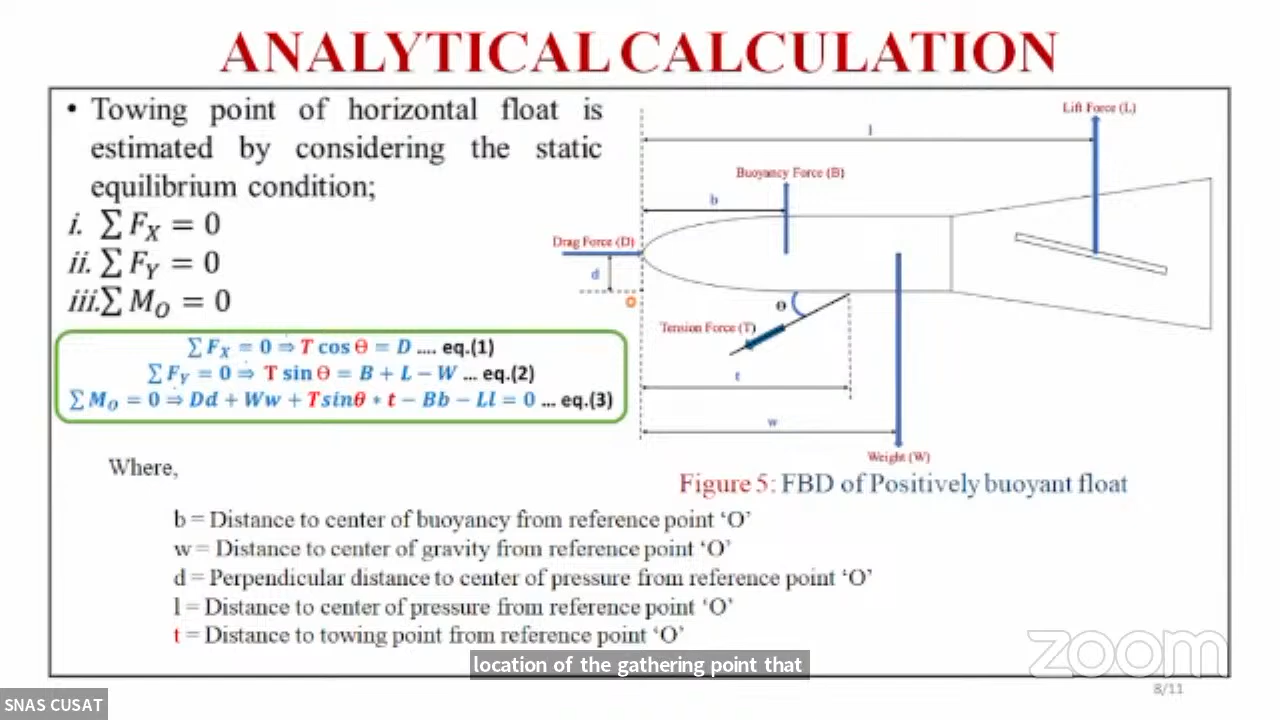 ANALYTICAL CALCULATION
• Towing point of horizontal float is
estimated by considering the static
equilibrium condition;
i. ∑ F_X = 0
ii. ∑ F_Y = 0
iii.∑ M_O = 0
∑ F_X = 0 ⇒ T cos Θ = D .... eq.(1)
∑ F_Y = 0 ⇒ T sin Θ = B + L − W ... eq.(2)
∑ M_O = 0 ⇒ Dd + Ww + Tsinθ * t − Bb − Ll = 0 ... eq.(3)
Lift Force (L)
l
Buoyancy Force (B)
b
Drag Force (D)
d
O
Θ
Tension Force (T)
t
w
Weight (W)
Figure 5: FBD of Positively buoyant float
Where,
b = Distance to center of buoyancy from reference point ‘O’
w = Distance to center of gravity from reference point ‘O’
d = Perpendicular distance to center of pressure from reference point ‘O’
l = Distance to center of pressure from reference point ‘O’
t = Distance to towing point from reference point ‘O’
location of the gathering point that
zoom
8/11
SNAS CUSAT